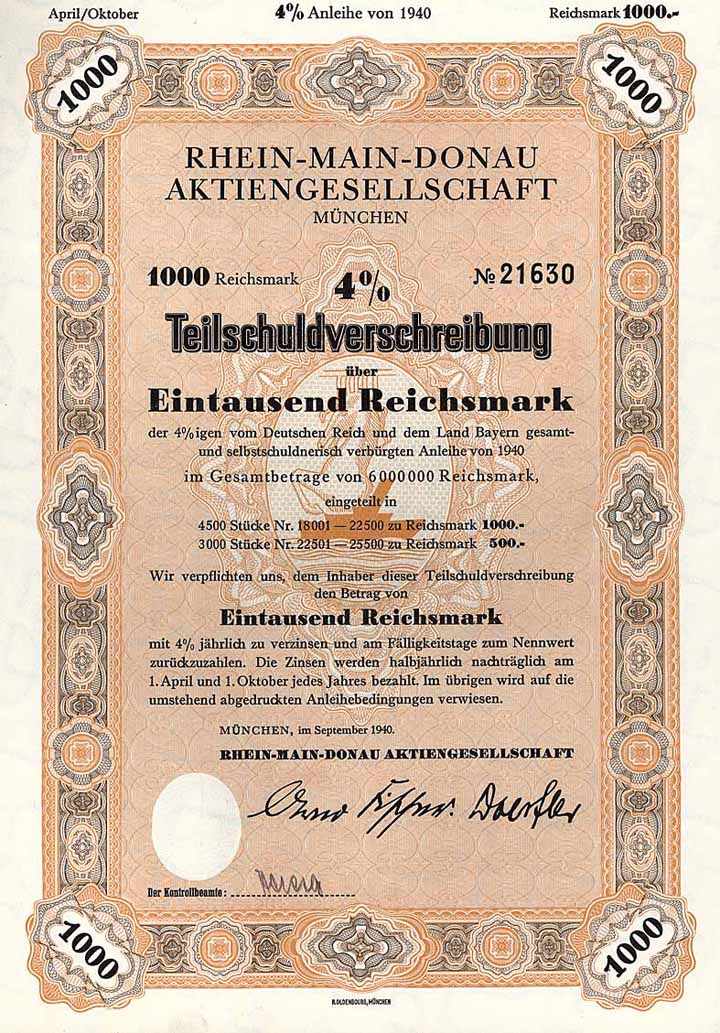 April/Oktober 4% Anleihe von 1940 Reichsmark 1000.-
1000 1000
RHEIN-MAIN-DONAU
AKTIENGESELLSCHAFT
MÜNCHEN
1000 Reichsmark 4% № 21630
Teilschuldverschreibung
über
Eintausend Reichsmark
der 4%igen vom Deutschen Reich und dem Land Bayern gesamt-
und selbstschuldnerisch verbürgten Anleihe von 1940
im Gesamtbetrage von 6000000 Reichsmark,
eingeteilt in
4500 Stücke Nr. 18001 — 22500 zu Reichsmark 1000.-
3000 Stücke Nr. 22501 — 25500 zu Reichsmark 500.-
Wir verpflichten uns, dem Inhaber dieser Teilschuldverschreibung
den Betrag von
Eintausend Reichsmark
mit 4% jährlich zu verzinsen und am Fälligkeitstage zum Nennwert
zurückzuzahlen. Die Zinsen werden halbjährlich nachträglich am
1. April und 1. Oktober jedes Jahres bezahlt. Im übrigen wird auf die
umstehend abgedruckten Anleihebedingungen verwiesen.
MÜNCHEN, im September 1940.
RHEIN-MAIN-DONAU AKTIENGESELLSCHAFT
Der Kontrollbeamte:
1000 1000
R.OLDENBOURG, MÜNCHEN